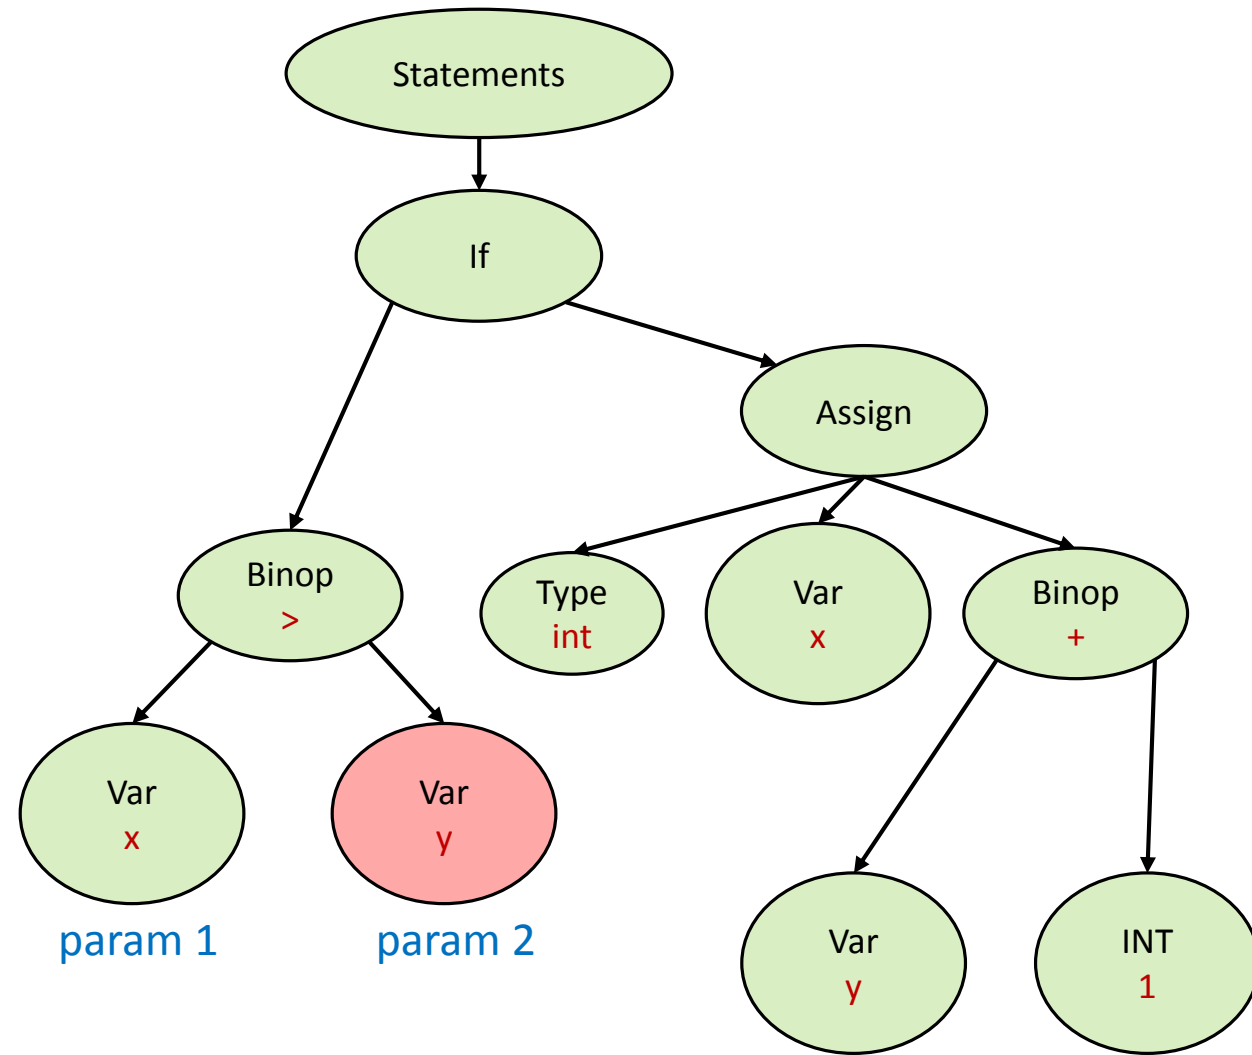 Statements
If
Assign
Binop
>
Type
int
Var
x
Binop
+
Var
x
Var
y
param 1
param 2
Var
y
INT
1